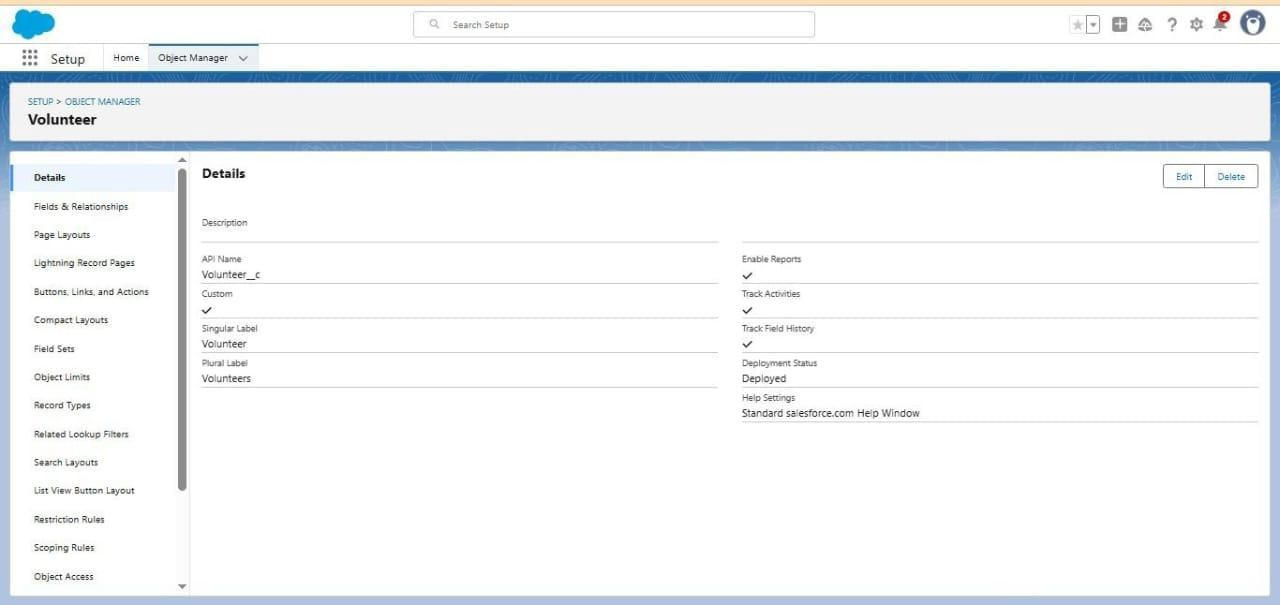 Search Setup
2
Setup
Home
Object Manager
SETUP > OBJECT MANAGER
Volunteer
Details
Fields & Relationships
Page Layouts
Lightning Record Pages
Buttons, Links, and Actions
Compact Layouts
Field Sets
Object Limits
Record Types
Related Lookup Filters
Search Layouts
List View Button Layout
Restriction Rules
Scoping Rules
Object Access
Details
Edit
Delete
Description
API Name
Volunteer__c
Custom
Singular Label
Volunteer
Plural Label
Volunteers
Enable Reports
Track Activities
Track Field History
Deployment Status
Deployed
Help Settings
Standard salesforce.com Help Window